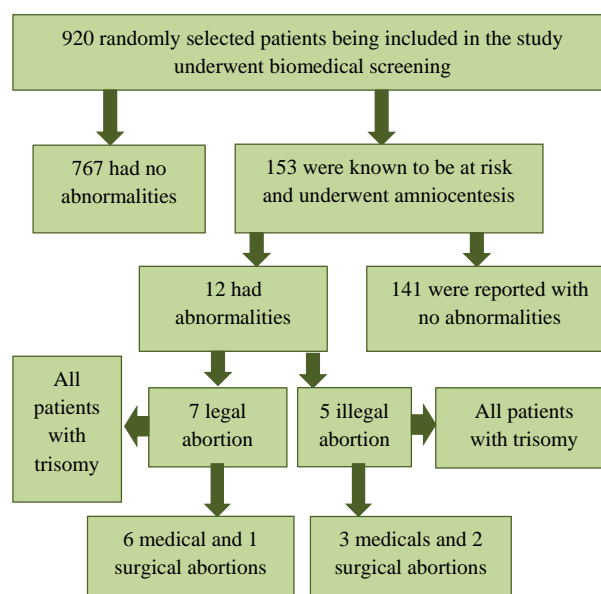 920 randomly selected patients being included in the study
underwent biomedical screening
767 had no
abnormalities
153 were known to be at risk
and underwent amniocentesis
12 had
abnormalities
141 were reported with
no abnormalities
All
patients
with
trisomy
7 legal
abortion
5 illegal
abortion
All patients
with trisomy
6 medical and 1
surgical abortions
3 medicals and 2
surgical abortions